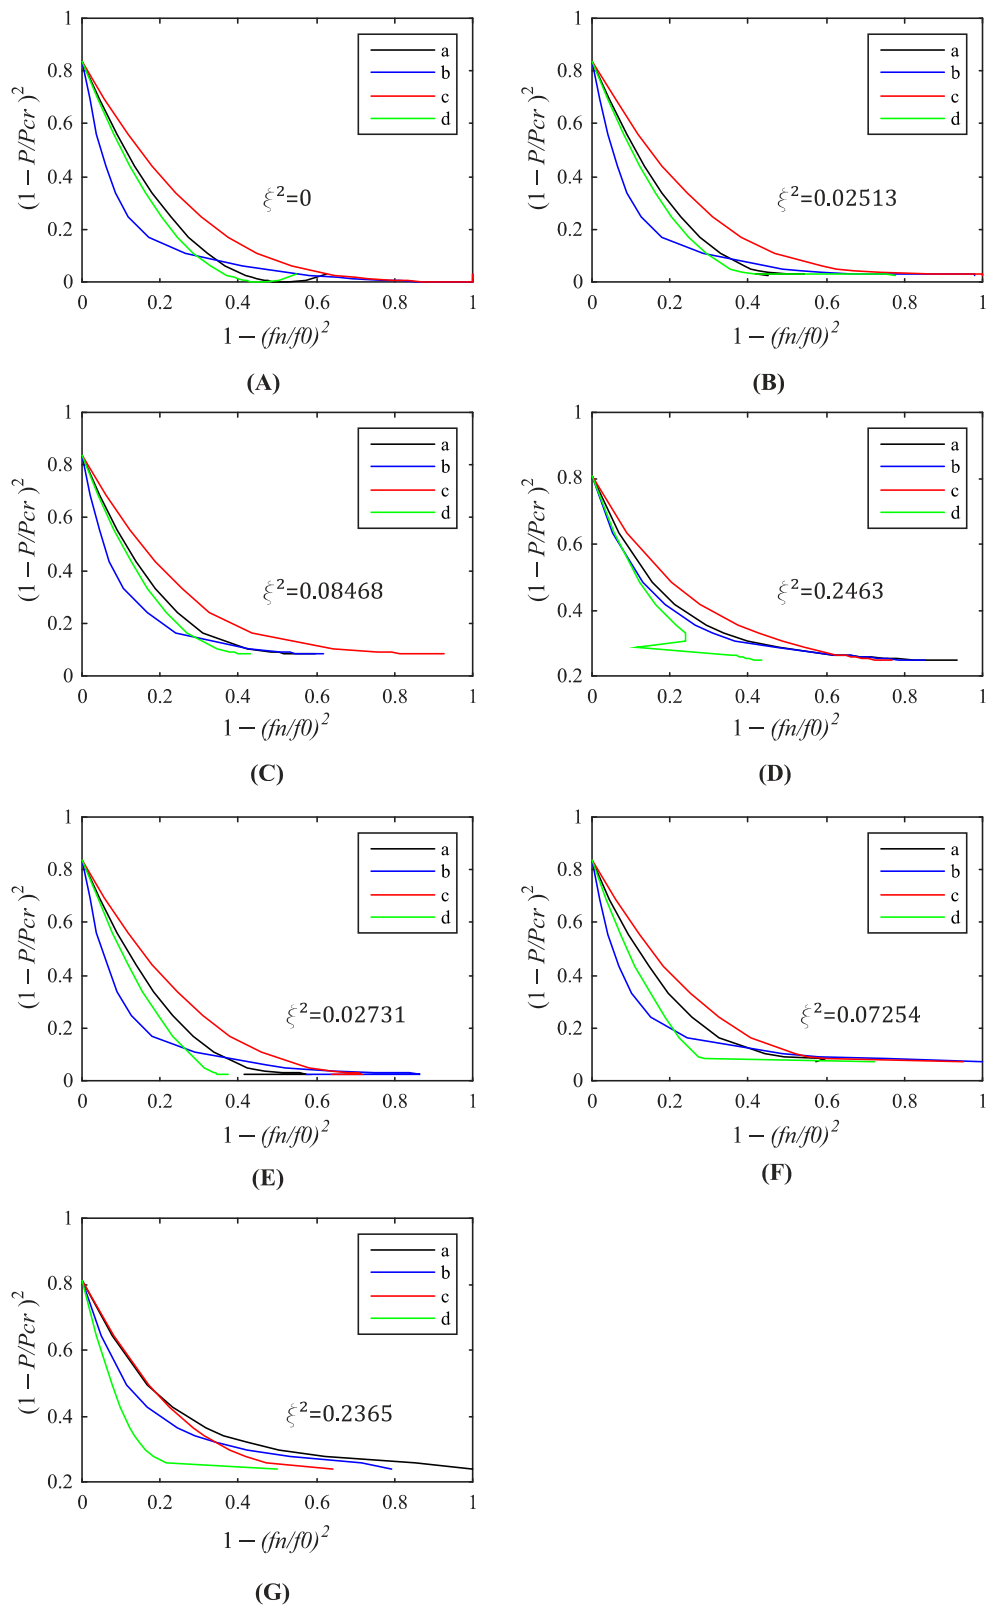 1
0.8
0.6
0.4
0.2
0
(1 – P/Pcr )²
a
b
c
d
ξ²=0
0 0.2 0.4 0.6 0.8 1
1 – (fn/f0)²
(A)
1
0.8
0.6
0.4
0.2
0
(1 – P/Pcr )²
a
b
c
d
ξ²=0.02513
0 0.2 0.4 0.6 0.8 1
1 – (fn/f0)²
(B)
1
0.8
0.6
0.4
0.2
0
(1 – P/Pcr )²
a
b
c
d
ξ²=0.08468
0 0.2 0.4 0.6 0.8 1
1 – (fn/f0)²
(C)
1
0.8
0.6
0.4
0.2
(1 – P/Pcr )²
a
b
c
d
ξ²=0.2463
0 0.2 0.4 0.6 0.8 1
1 – (fn/f0)²
(D)
1
0.8
0.6
0.4
0.2
0
(1 – P/Pcr )²
a
b
c
d
ξ²=0.02731
0 0.2 0.4 0.6 0.8 1
1 – (fn/f0)²
(E)
1
0.8
0.6
0.4
0.2
0
(1 – P/Pcr )²
a
b
c
d
ξ²=0.07254
0 0.2 0.4 0.6 0.8 1
1 – (fn/f0)²
(F)
1
0.8
0.6
0.4
0.2
(1 – P/Pcr )²
a
b
c
d
ξ²=0.2365
0 0.2 0.4 0.6 0.8 1
1 – (fn/f0)²
(G)